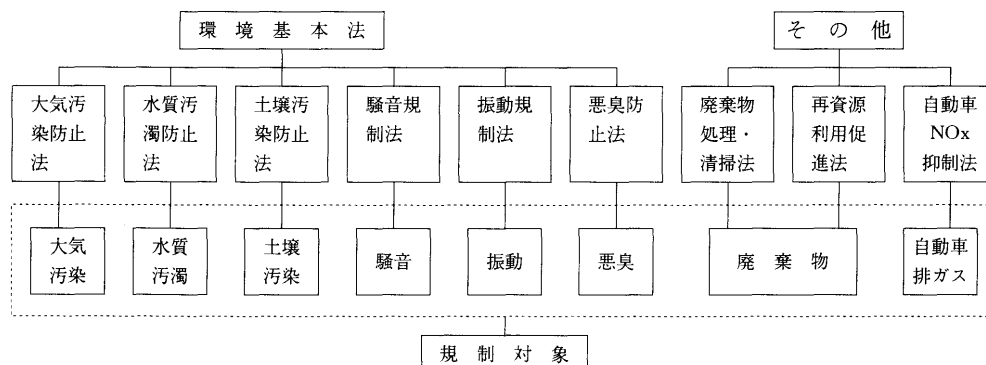 環境基本法
その他
大気汚
染防止
法
水質汚
濁防止
法
土壌汚
染防止
法
騒音規
制法
振動規
制法
悪臭防
止法
廃棄物
処理・
清掃法
再資源
利用促
進法
自動車
NOx
抑制法
大気
汚染
水質
汚濁
土壌
汚染
騒音
振動
悪臭
廃棄物
自動車
排ガス
規制対象